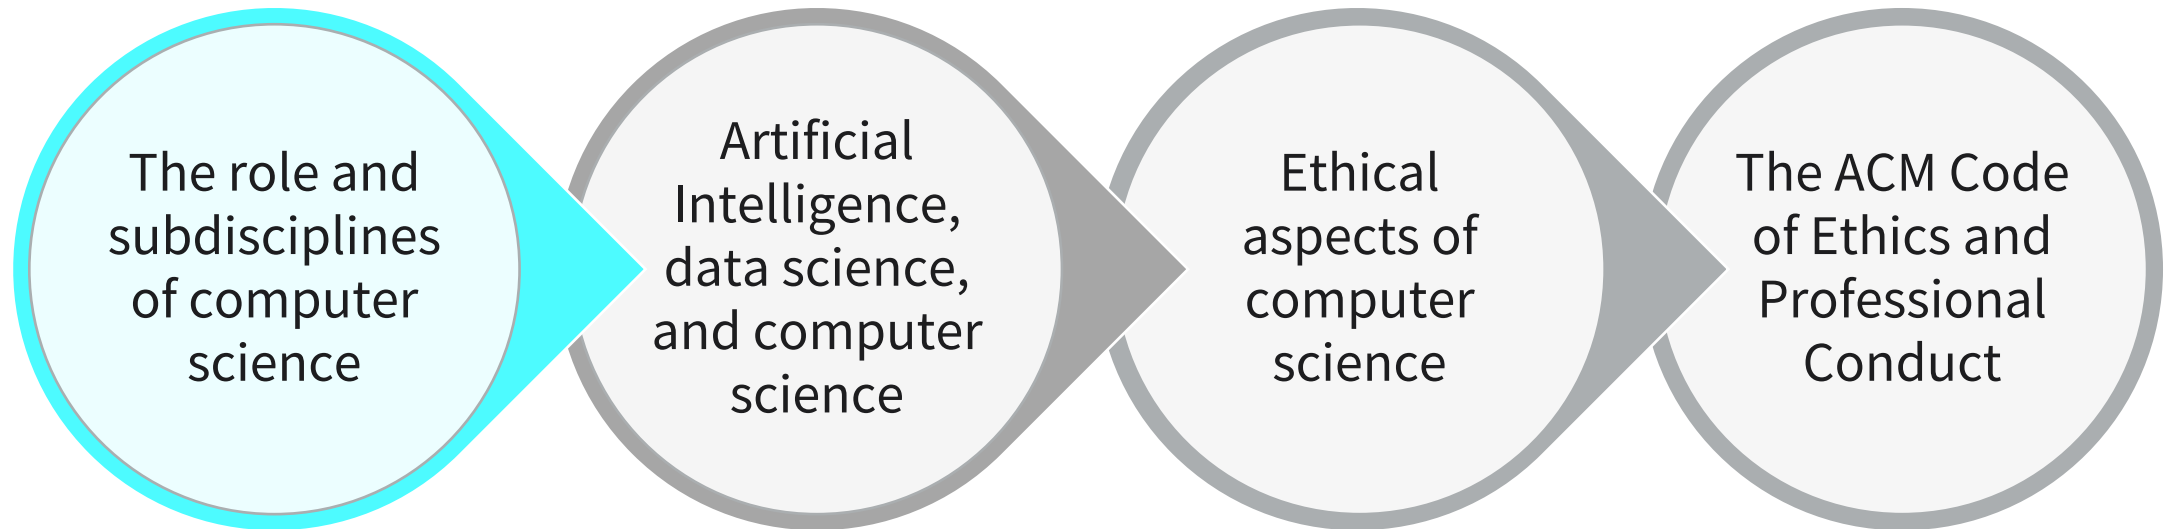 The role and
subdisciplines
of computer
science
Artificial
Intelligence,
data science,
and computer
science
Ethical
aspects of
computer
science
The ACM Code
of Ethics and
Professional
Conduct